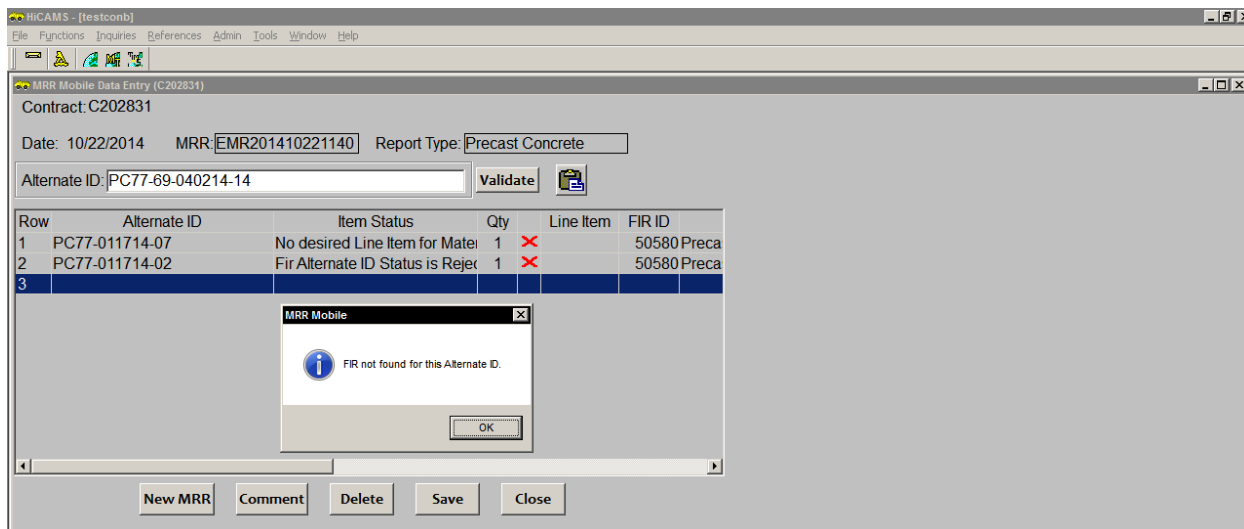 HiCAMS - [testconb]
File Functions Inquiries References Admin Tools Window Help
MRR Mobile Data Entry (C202831)
Contract: C202831
Date: 10/22/2014 MRR: EMR201410221140 Report Type: Precast Concrete
Alternate ID: PC77-69-040214-14 Validate
Row Alternate ID Item Status Qty Line Item FIR ID
1 PC77-011714-07 No desired Line Item for Mater 1 50580 Preca
2 PC77-011714-02 Fir Alternate ID Status is Rejec 1 50580 Preca
3
MRR Mobile
FIR not found for this Alternate ID.
OK
New MRR Comment Delete Save Close